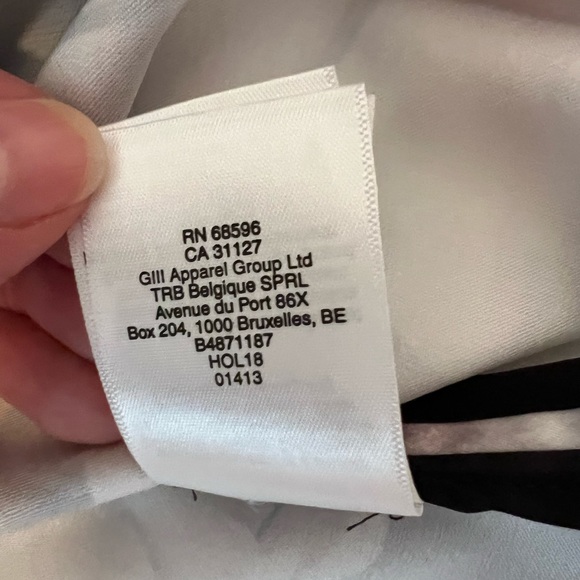 RN 68596
CA 31127
GIII Apparel Group Ltd
TRB Belgique SPRL
Avenue du Port 86X
Box 204, 1000 Bruxelles, BE
B4871187
HOL18
01413